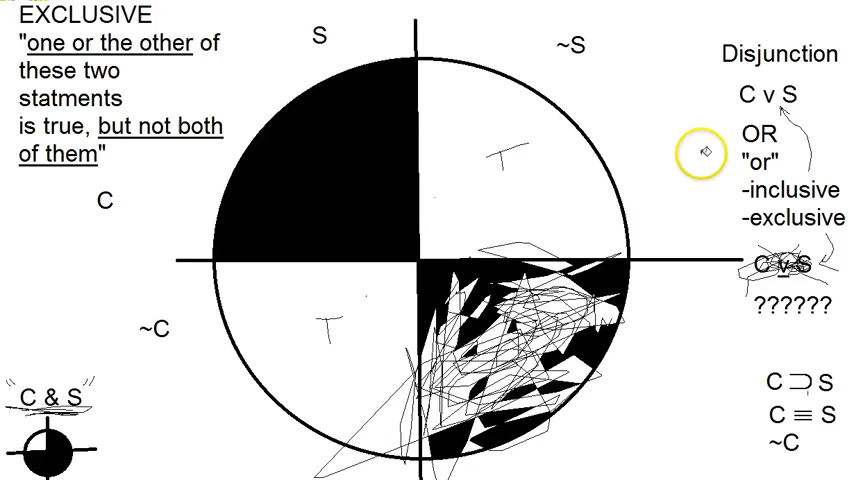 EXCLUSIVE
"one or the other of
these two
statments
is true, but not both
of them"
S
~S
C
~C
T
T
"C & S"
Disjunction
C v S
OR
"or"
-inclusive
-exclusive
C v S
??????
C ⊃ S
C ≡ S
~C